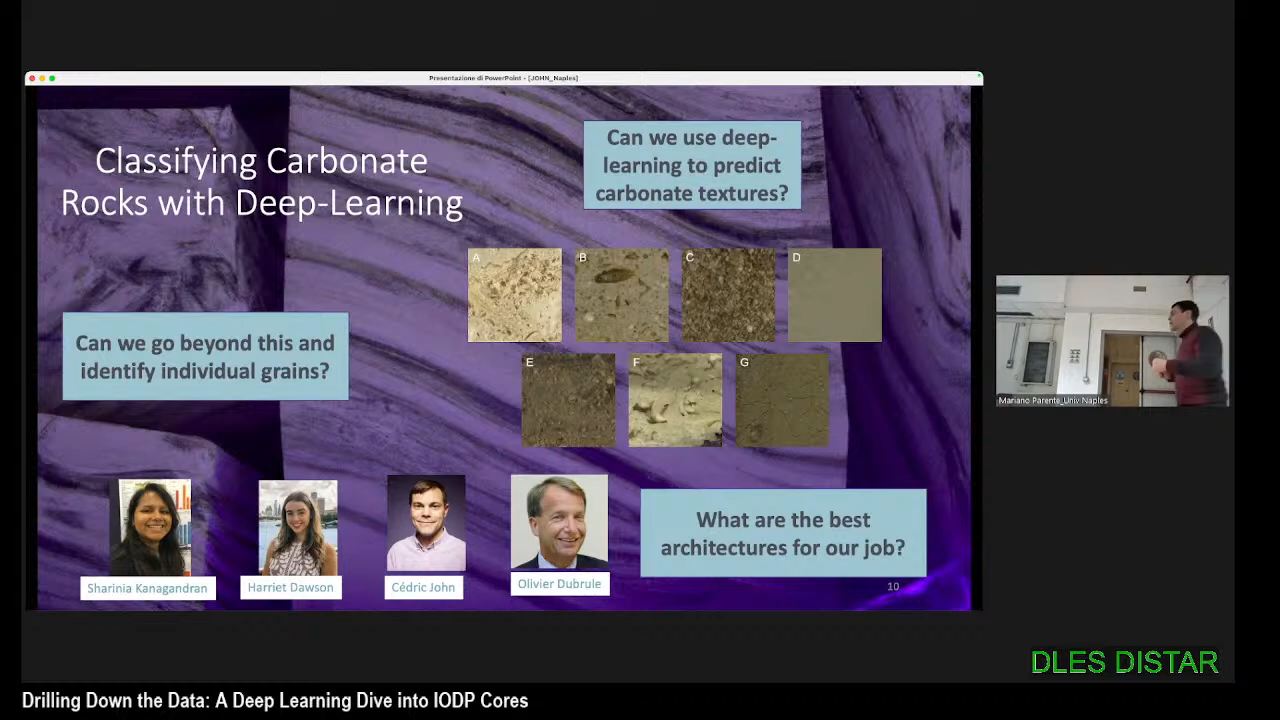 Presentazione di PowerPoint - [JOHN_Naples]
Classifying Carbonate
Rocks with Deep-Learning
Can we use deep-
learning to predict
carbonate textures?
A
B
C
D
E
F
G
Can we go beyond this and
identify individual grains?
Sharinia Kanagandran
Harriet Dawson
Cédric John
Olivier Dubrule
What are the best
architectures for our job?
10
Mariano Parente_Univ Naples
DLES DISTAR
Drilling Down the Data: A Deep Learning Dive into IODP Cores